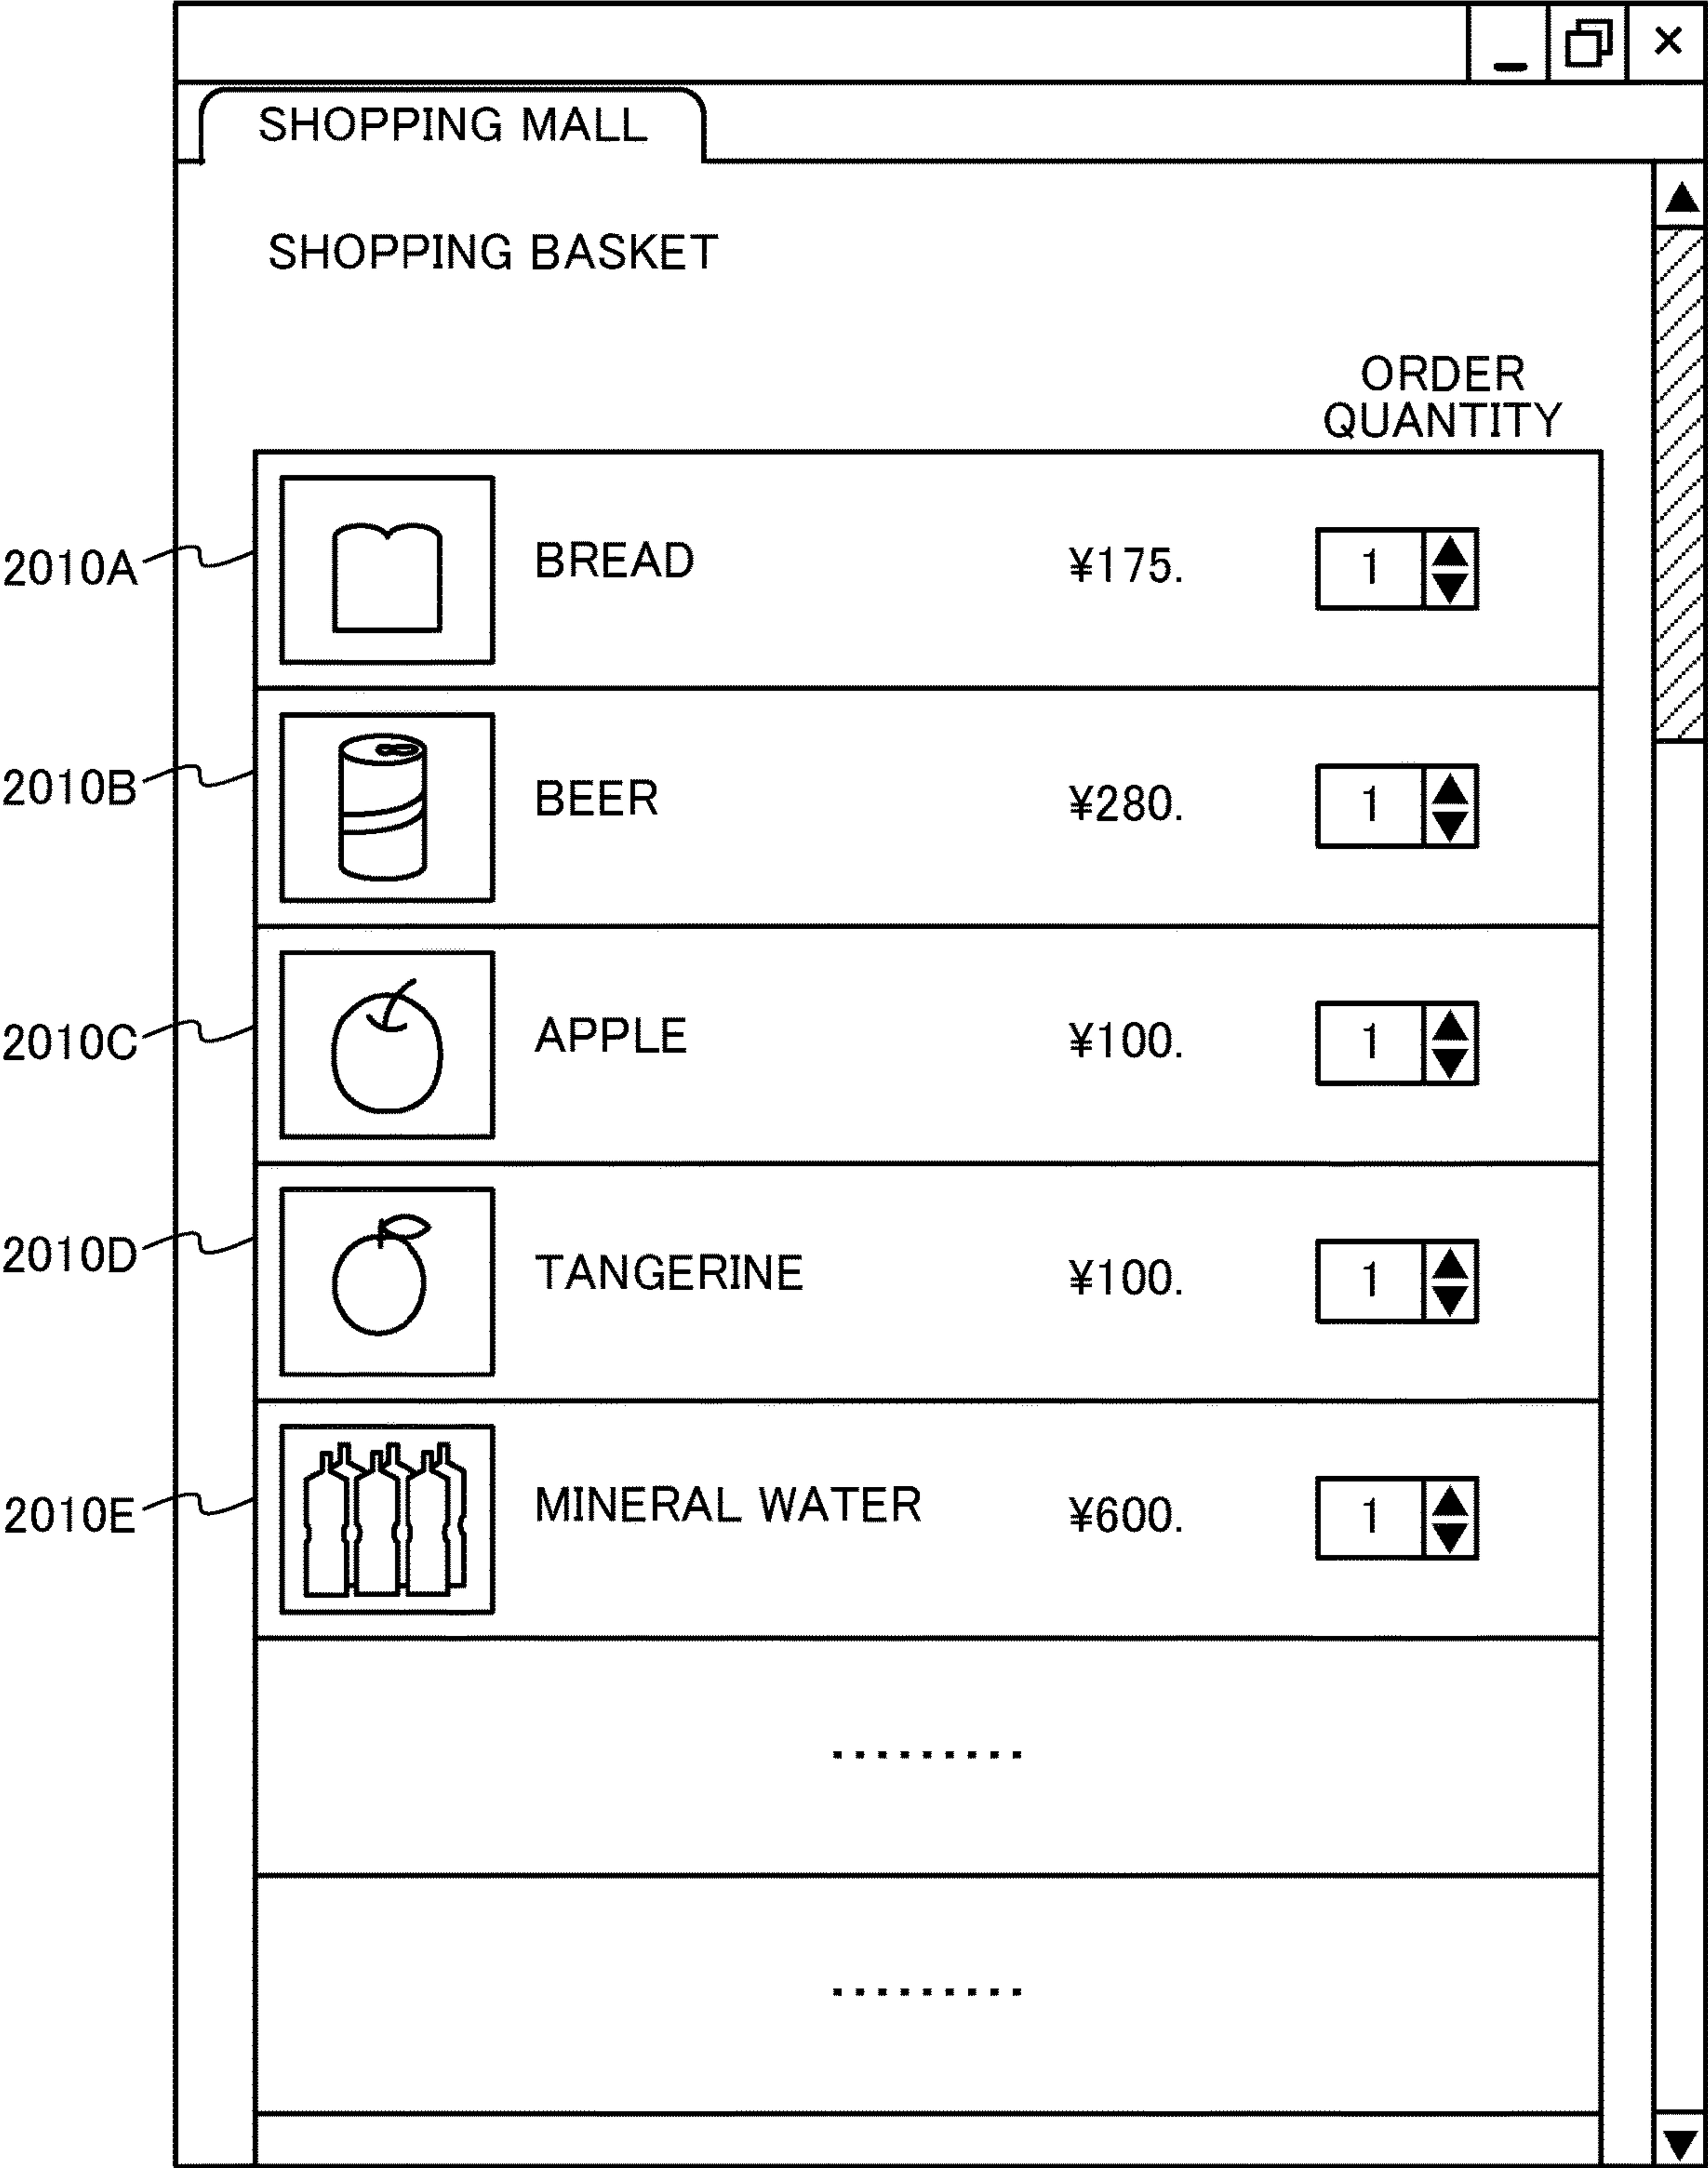 SHOPPING MALL
SHOPPING BASKET
ORDER
QUANTITY
2010A BREAD ¥175. 1
2010B BEER ¥280. 1
2010C APPLE ¥100. 1
2010D TANGERINE ¥100. 1
2010E MINERAL WATER ¥600. 1
.........
.........